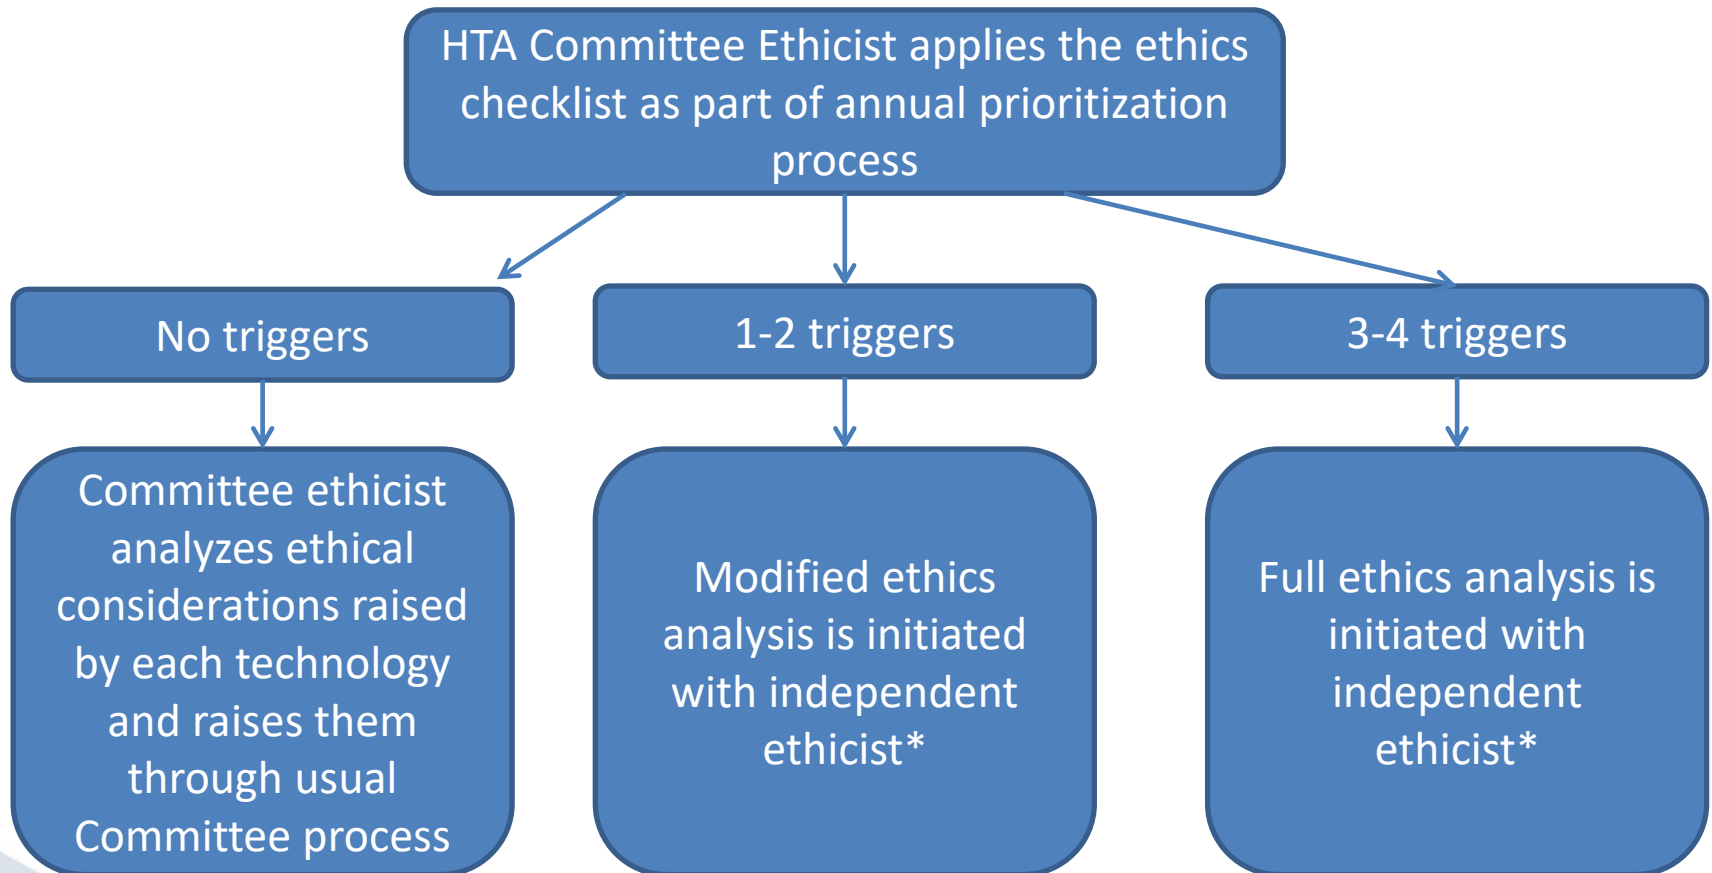 HTA Committee Ethicist applies the ethics
checklist as part of annual prioritization
process
No triggers
1-2 triggers
3-4 triggers
Committee ethicist
analyzes ethical
considerations raised
by each technology
and raises them
through usual
Committee process
Modified ethics
analysis is initiated
with independent
ethicist*
Full ethics analysis is
initiated with
independent
ethicist*